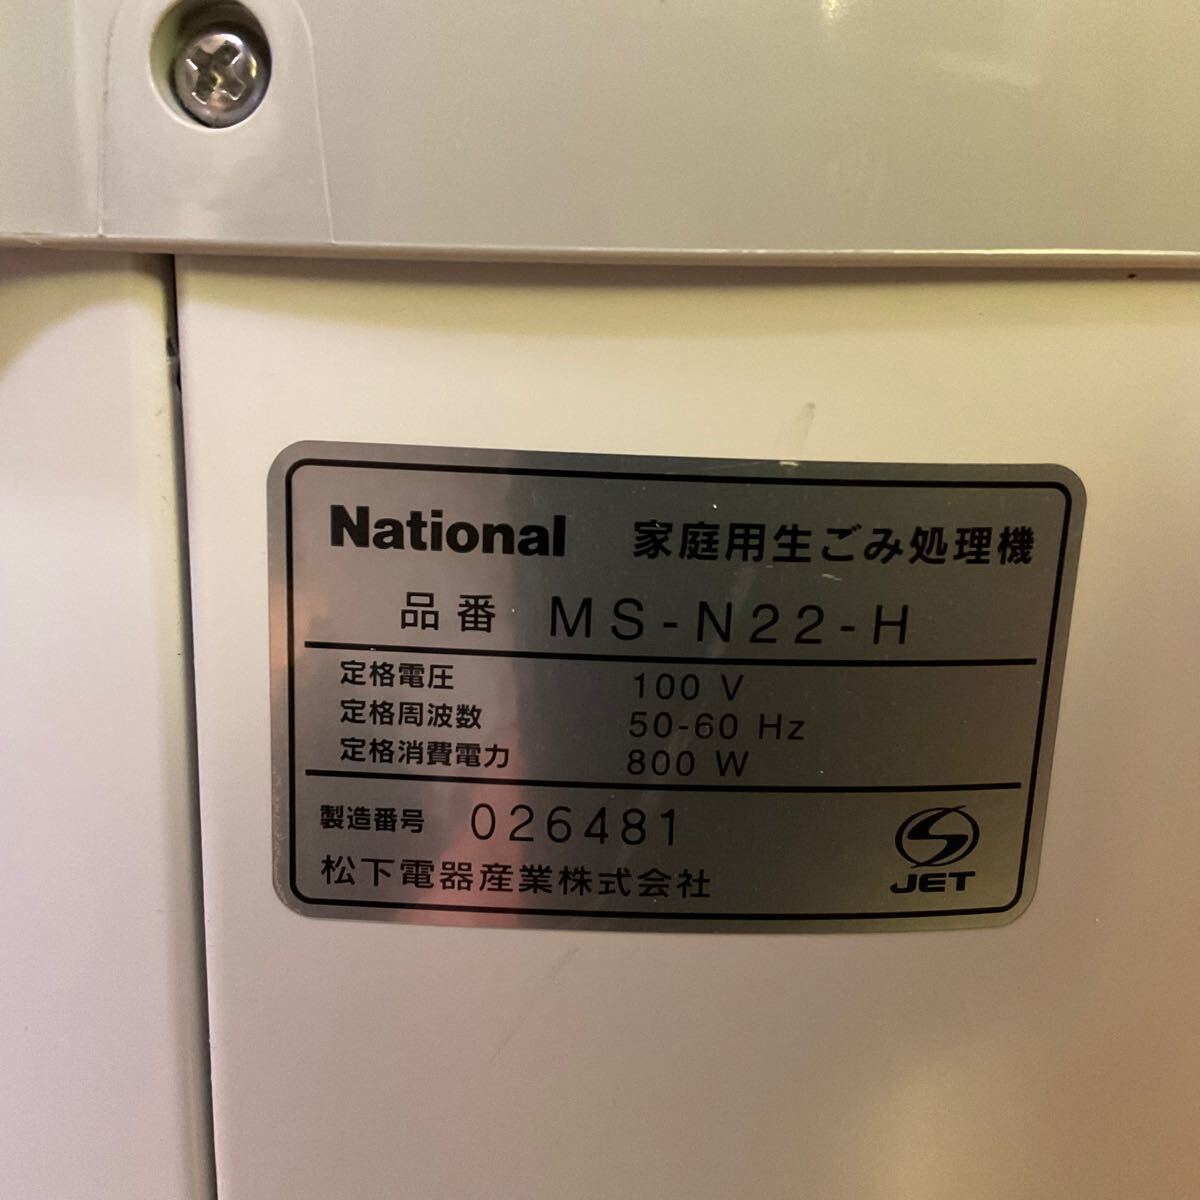 National 家庭用生ごみ処理機
品番 MS-N22-H
定格電圧 100 V
定格周波数 50-60 Hz
定格消費電力 800 W
製造番号 026481
松下電器産業株式会社
JET